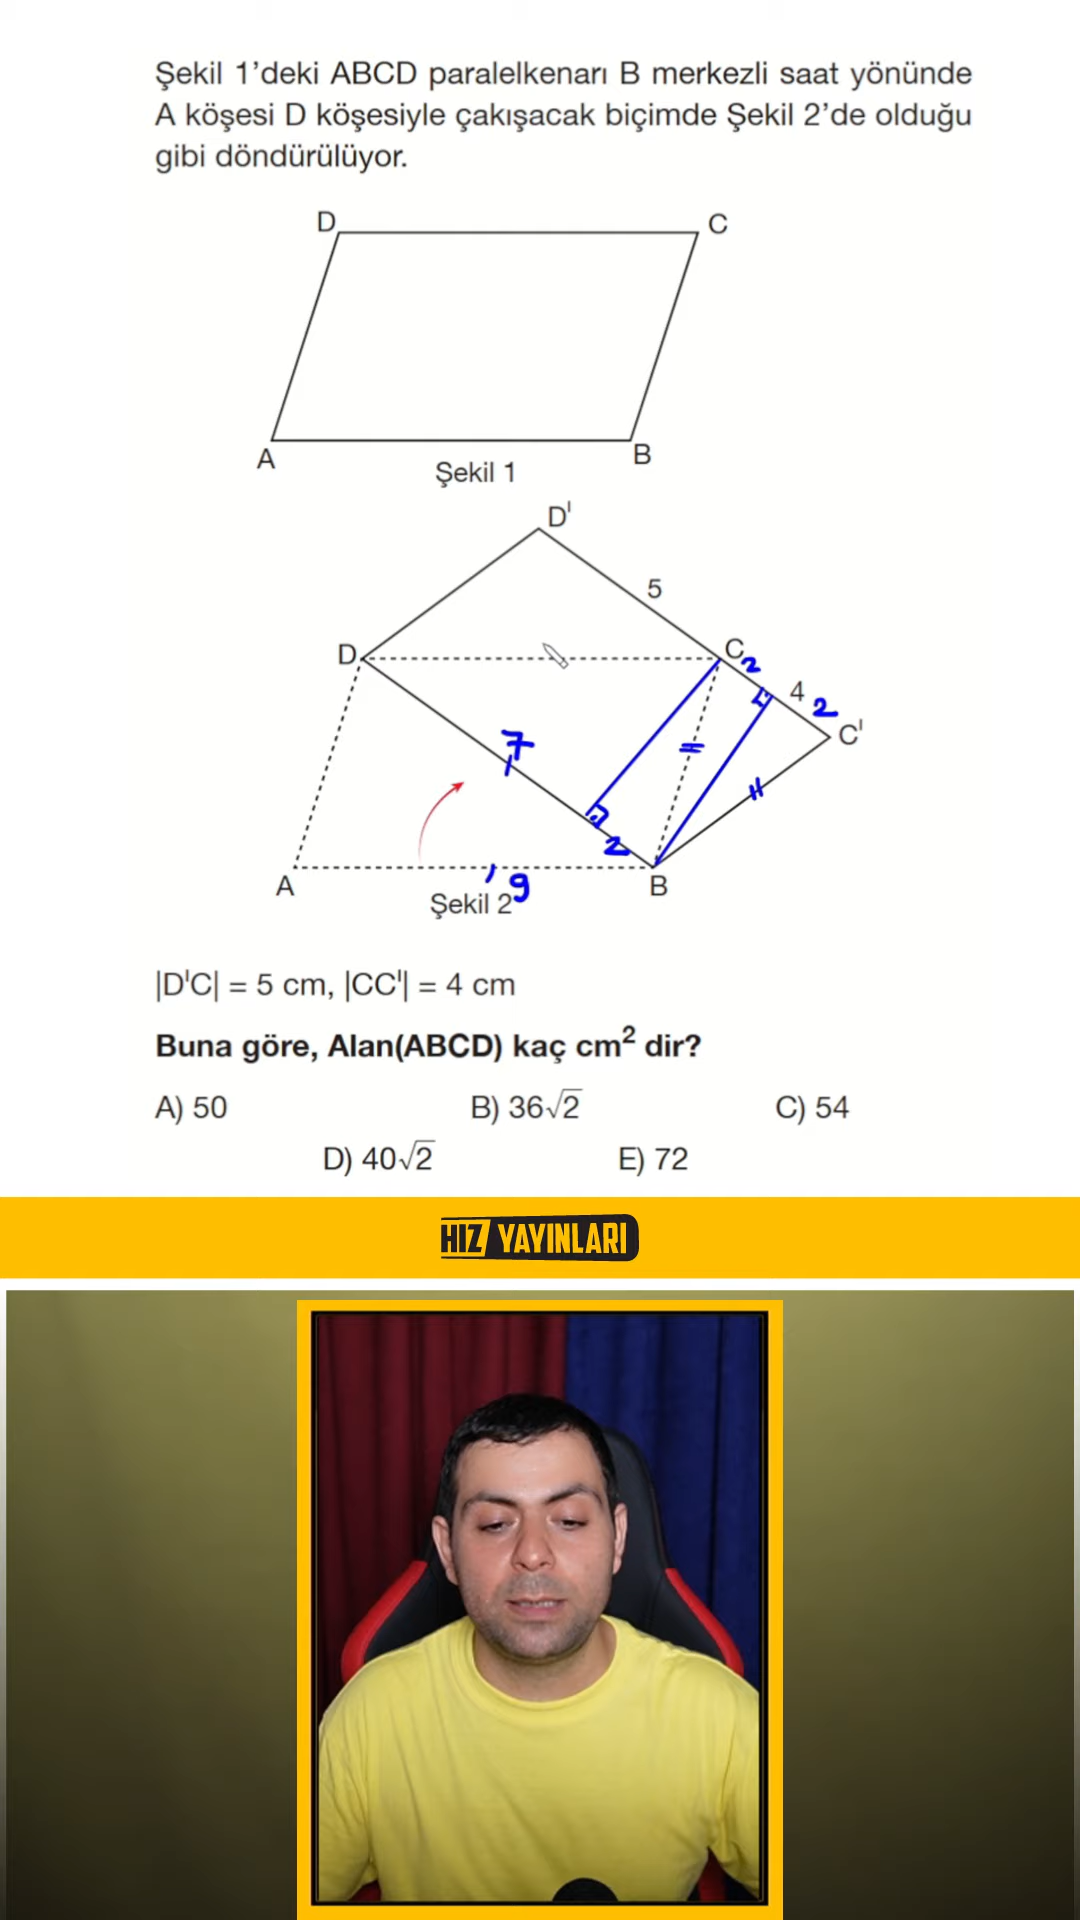 Şekil 1’deki ABCD paralelkenarı B merkezli saat yönünde
A köşesi D köşesiyle çakışacak biçimde Şekil 2’de olduğu
gibi döndürülüyor.
D
C
A
B
Şekil 1
D'
5
D
C
2
4
2
C'
7
2
A
9
B
Şekil 2
|D'C| = 5 cm, |CC'| = 4 cm
Buna göre, Alan(ABCD) kaç cm² dir?
A) 50 B) 36√2 C) 54
D) 40√2 E) 72
HIZ YAYINLARI